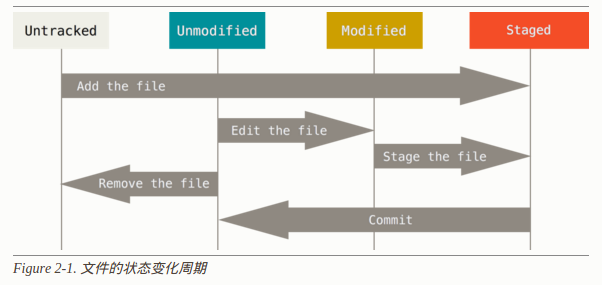 Untracked Unmodified Modified Staged
Add the file
Edit the file
Stage the file
Remove the file
Commit
Figure 2-1. 文件的状态变化周期